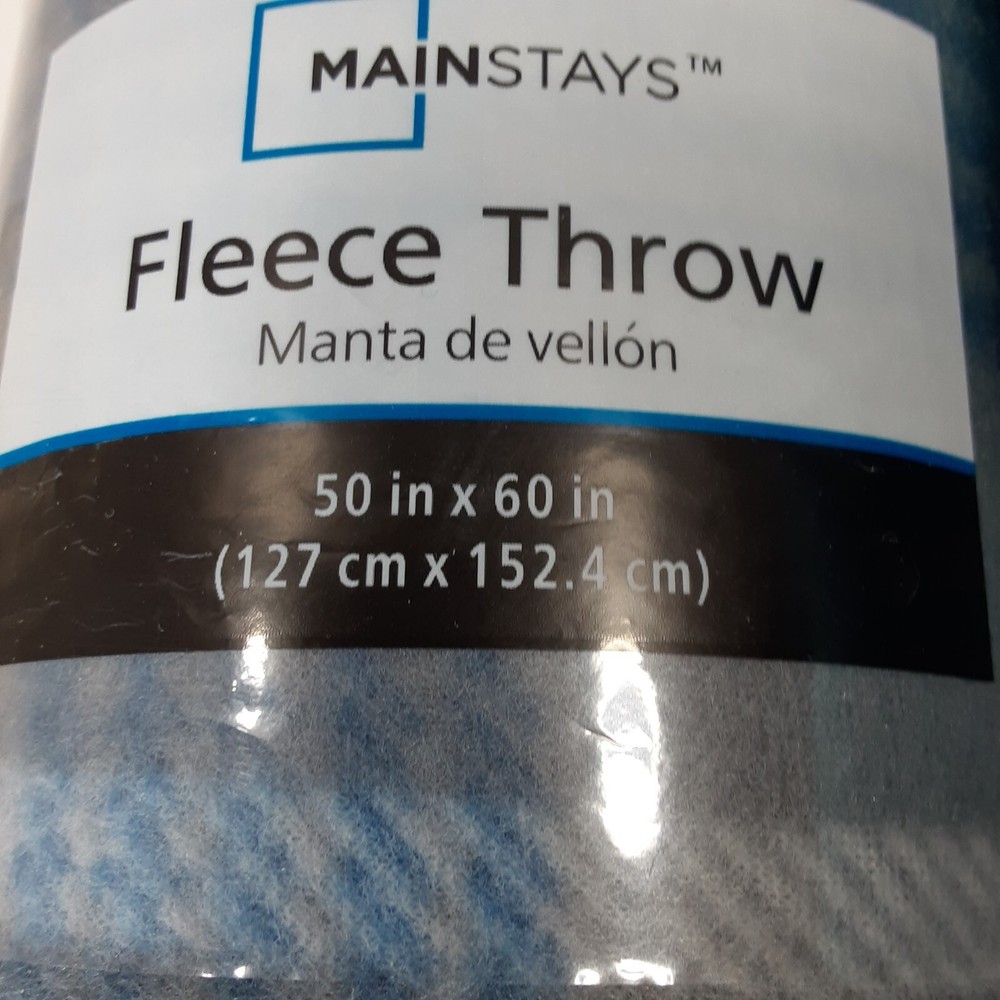 MAINSTAYS™
Fleece Throw
Manta de vellón
50 in x 60 in
(127 cm x 152.4 cm)